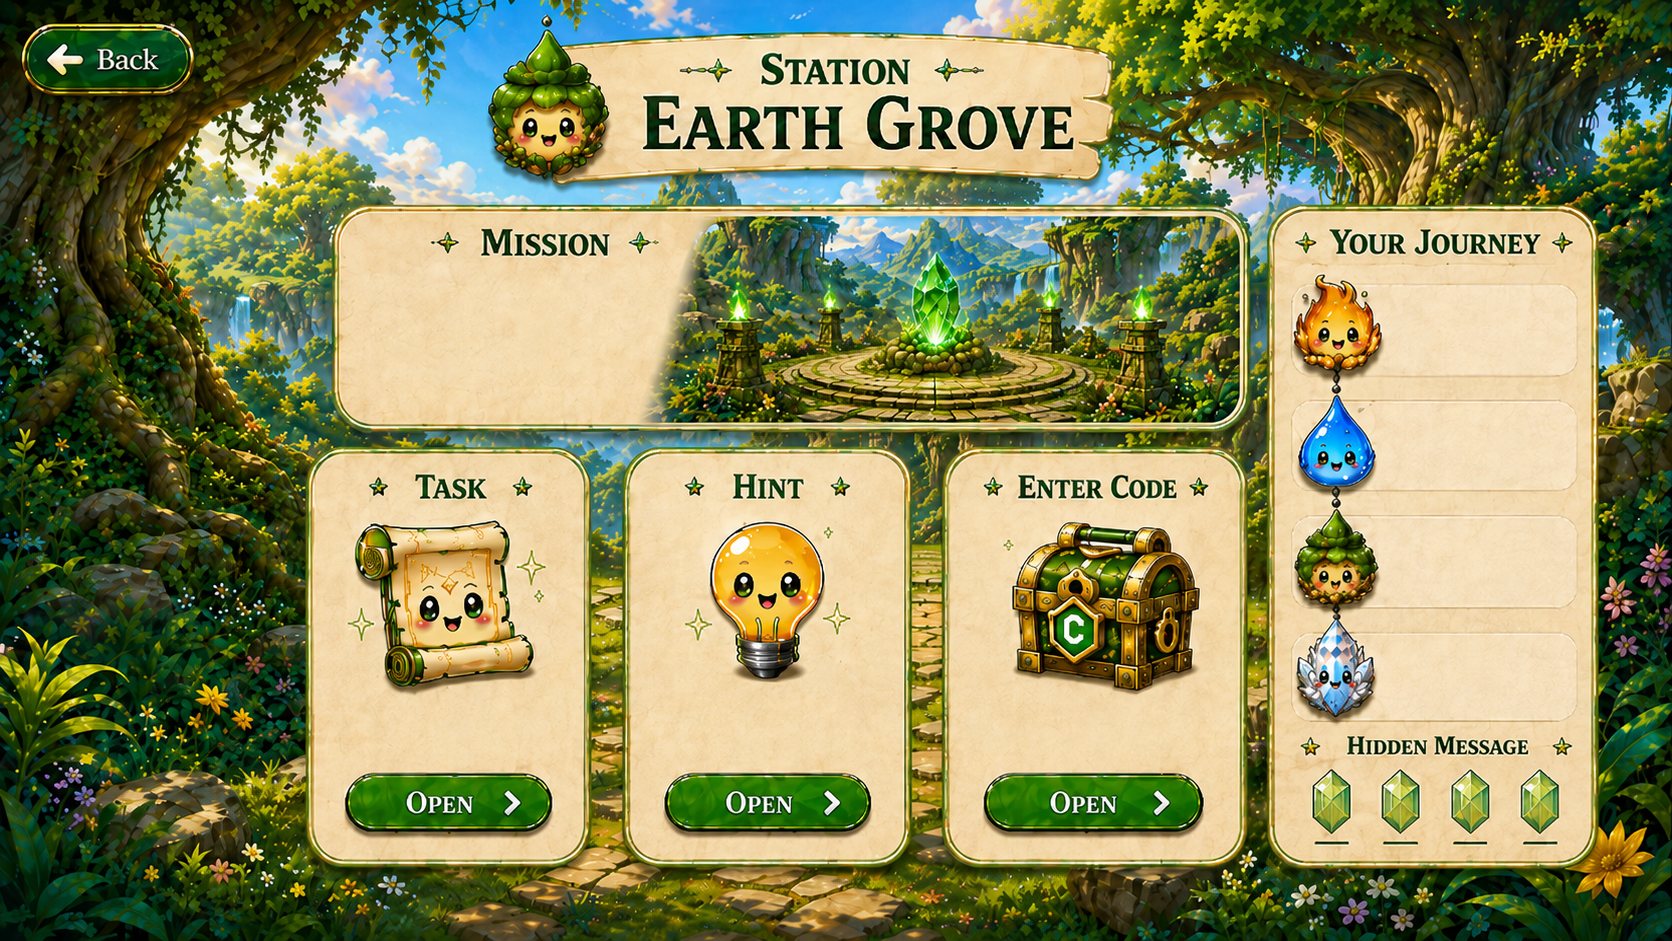 Back
STATION
EARTH GROVE
MISSION
YOUR JOURNEY
TASK
HINT
ENTER CODE
C
OPEN
OPEN
OPEN
HIDDEN MESSAGE